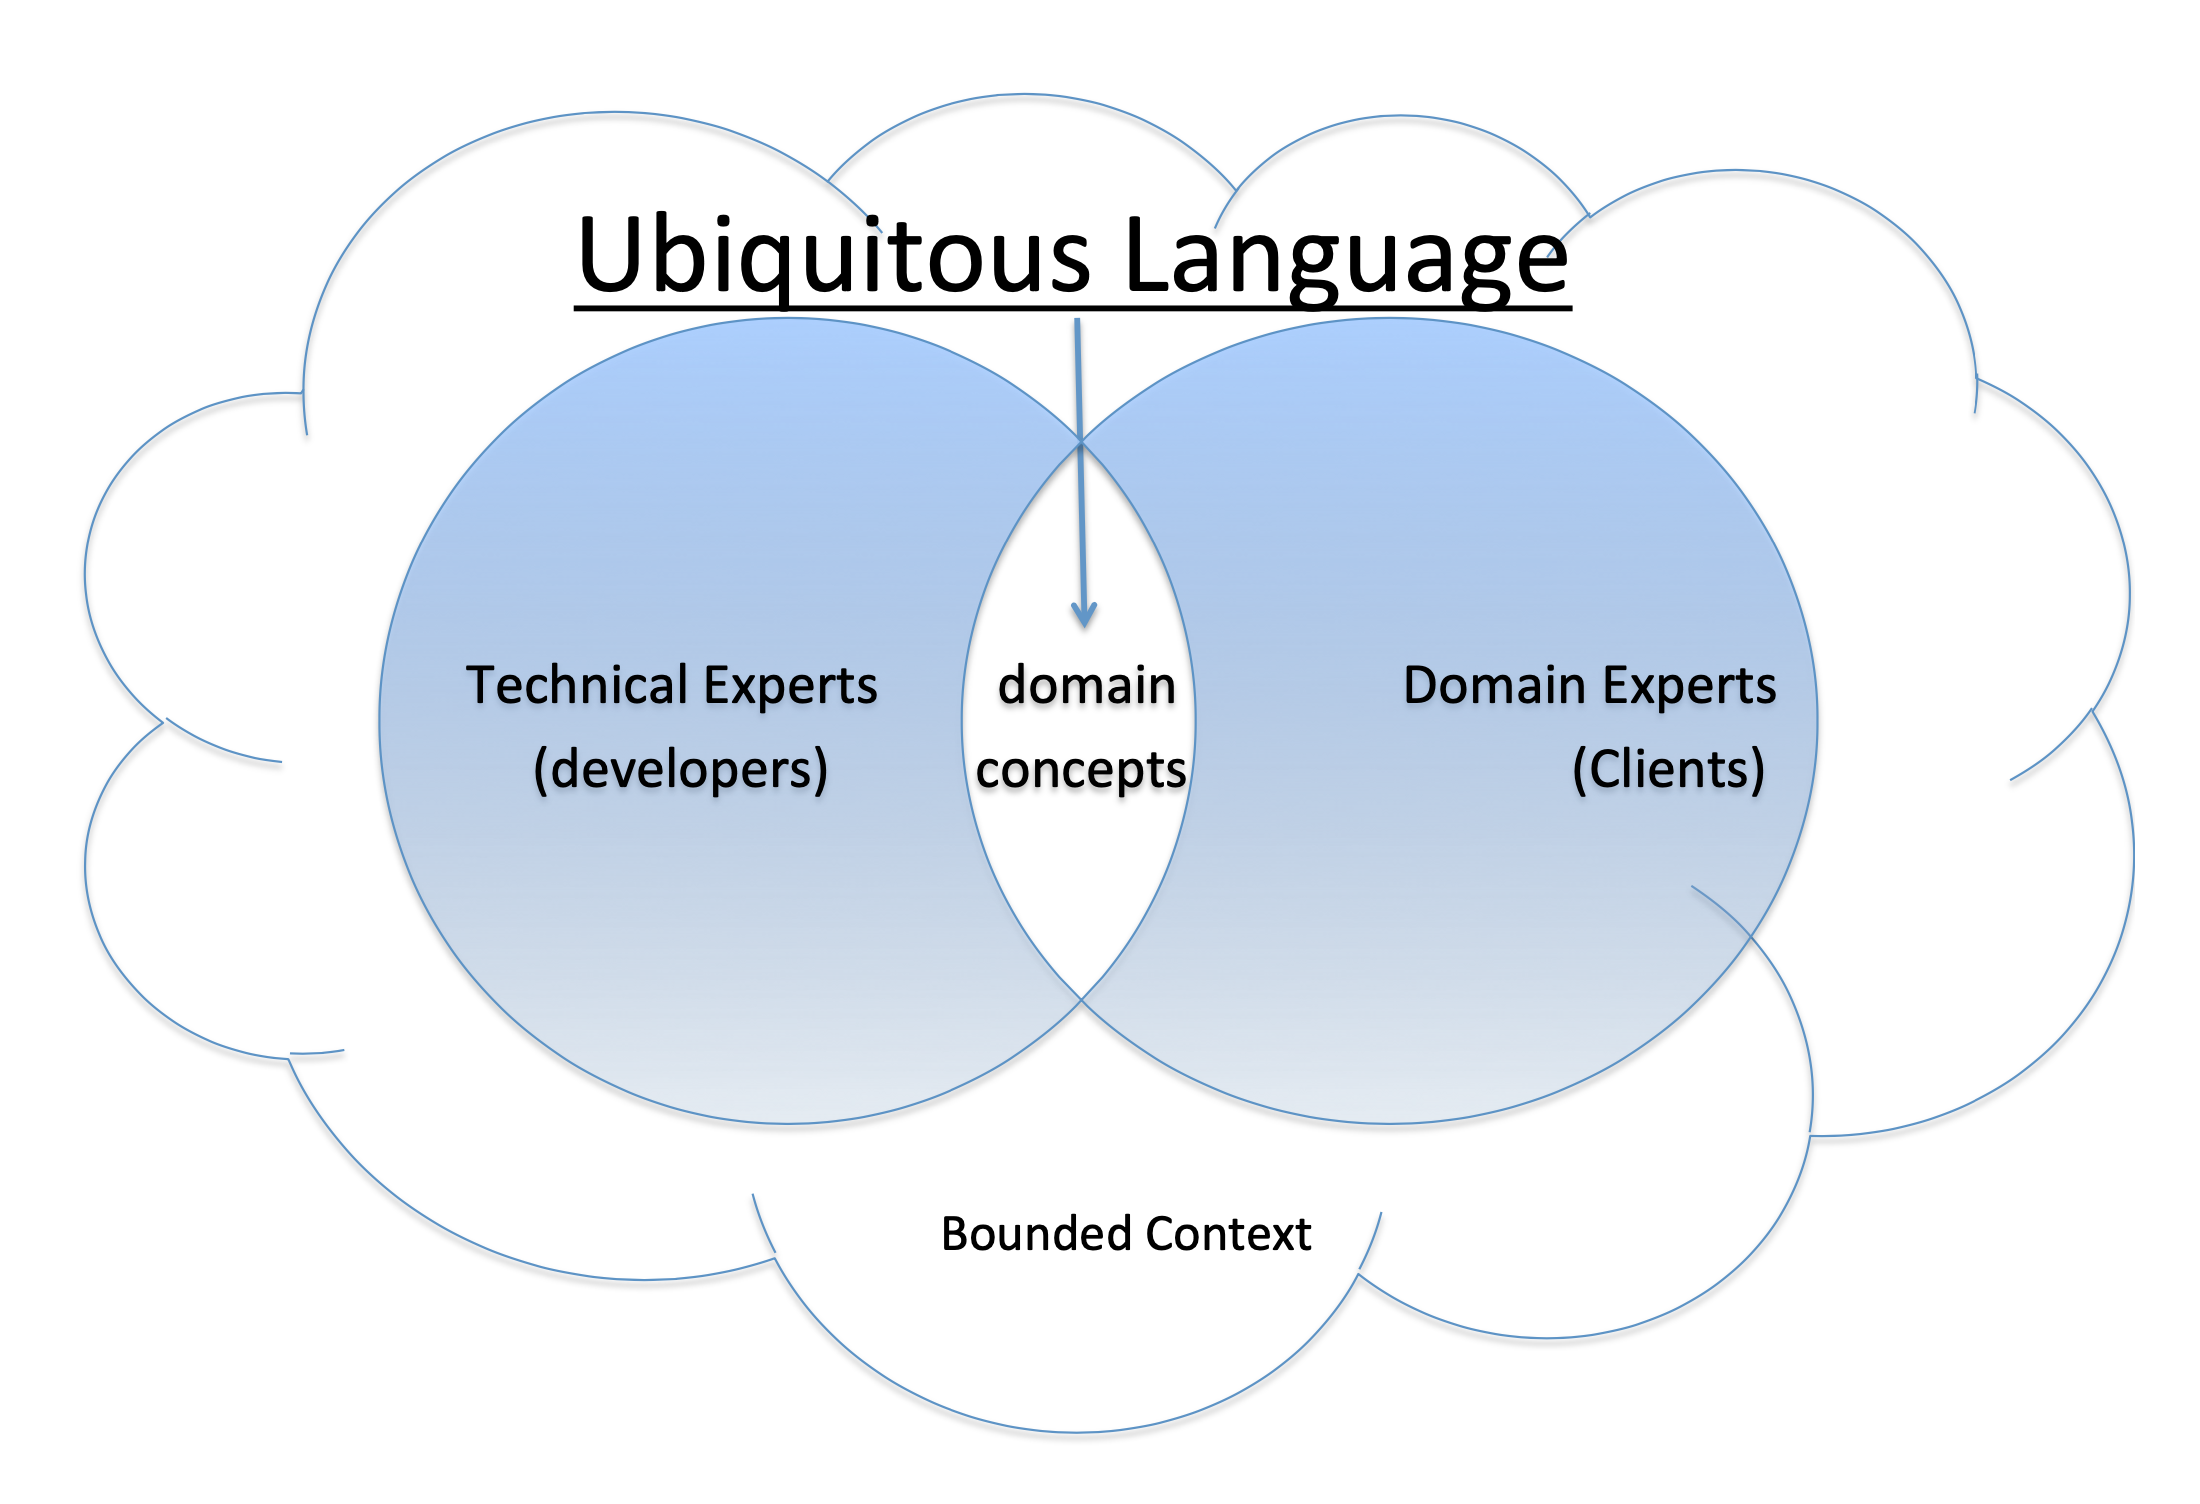 Ubiquitous Language
Technical Experts
(developers)
domain
concepts
Domain Experts
(Clients)
Bounded Context